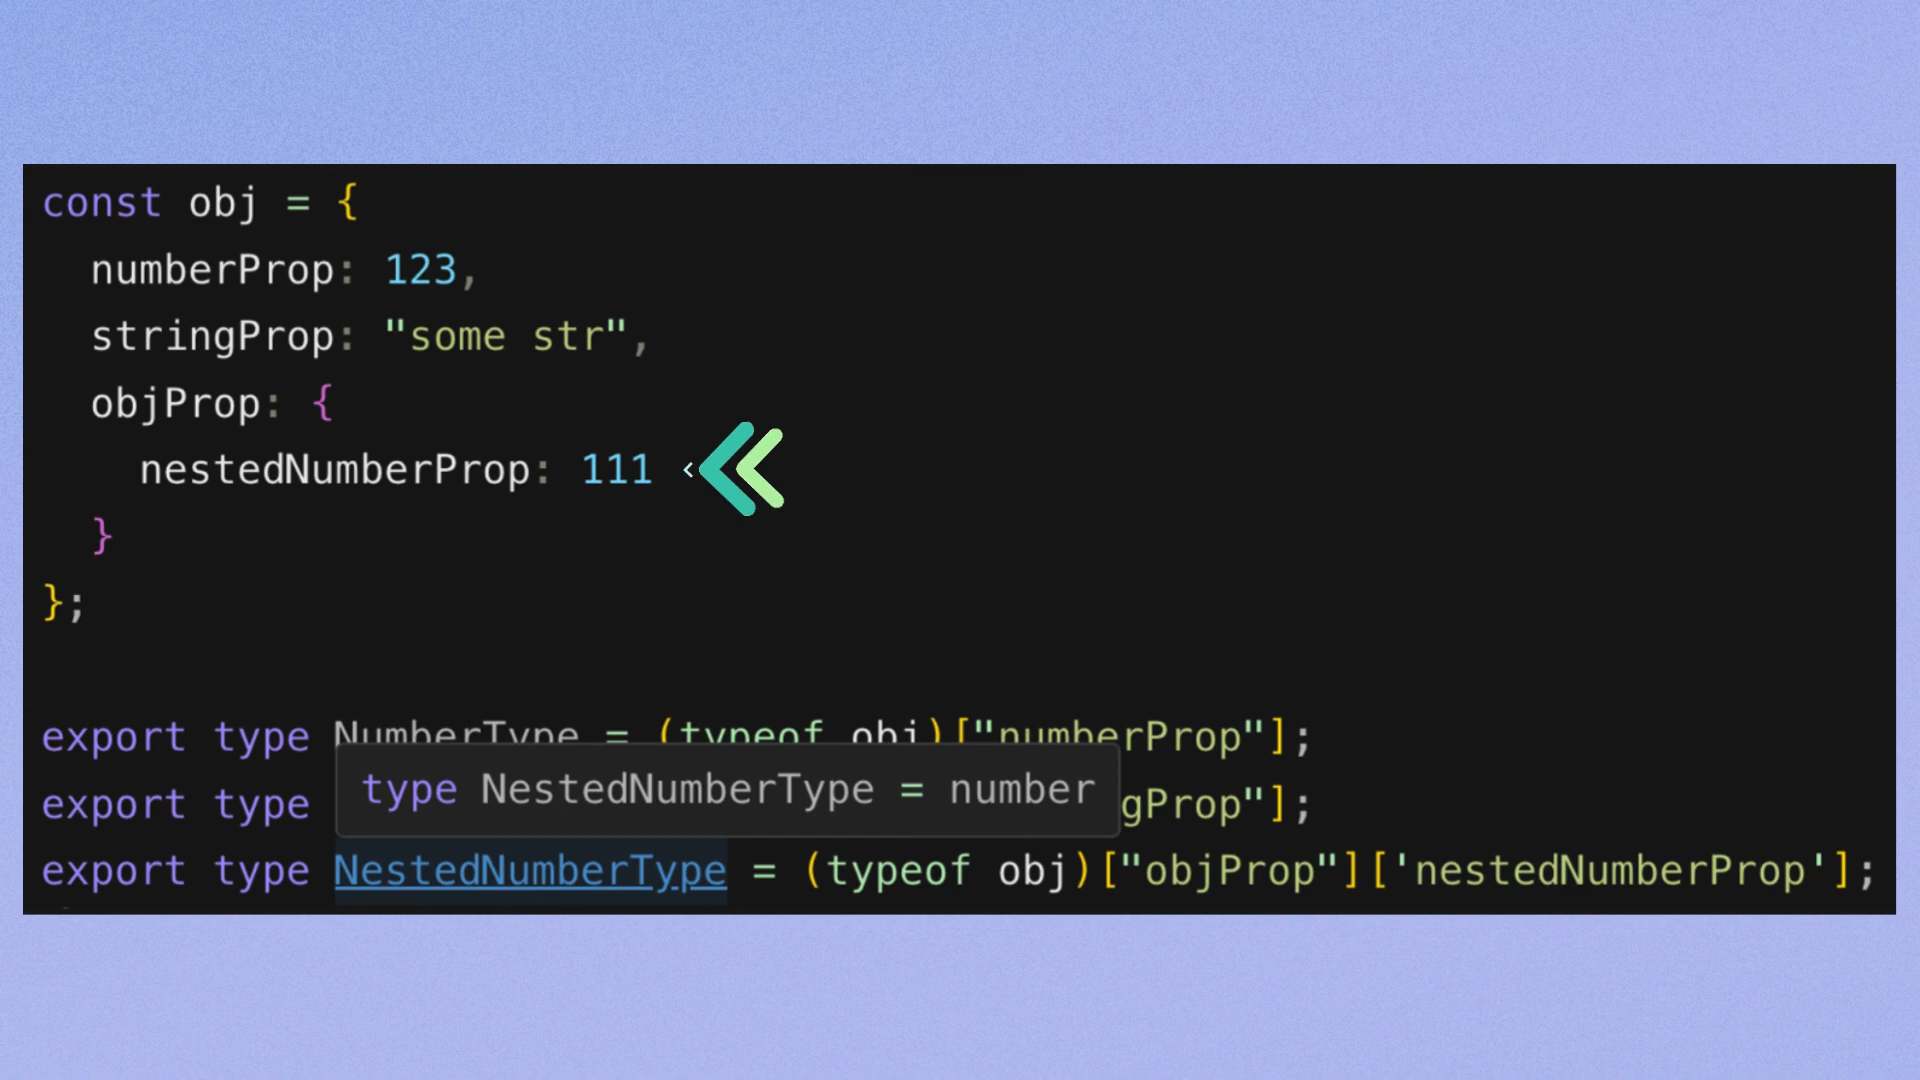 const obj = {
numberProp: 123,
stringProp: "some str",
objProp: {
nestedNumberProp: 111
}
};
export type NumberType = (typeof obj)["numberProp"];
type NestedNumberType = number
export type gProp"];
export type NestedNumberType = (typeof obj)["objProp"]['nestedNumberProp'];